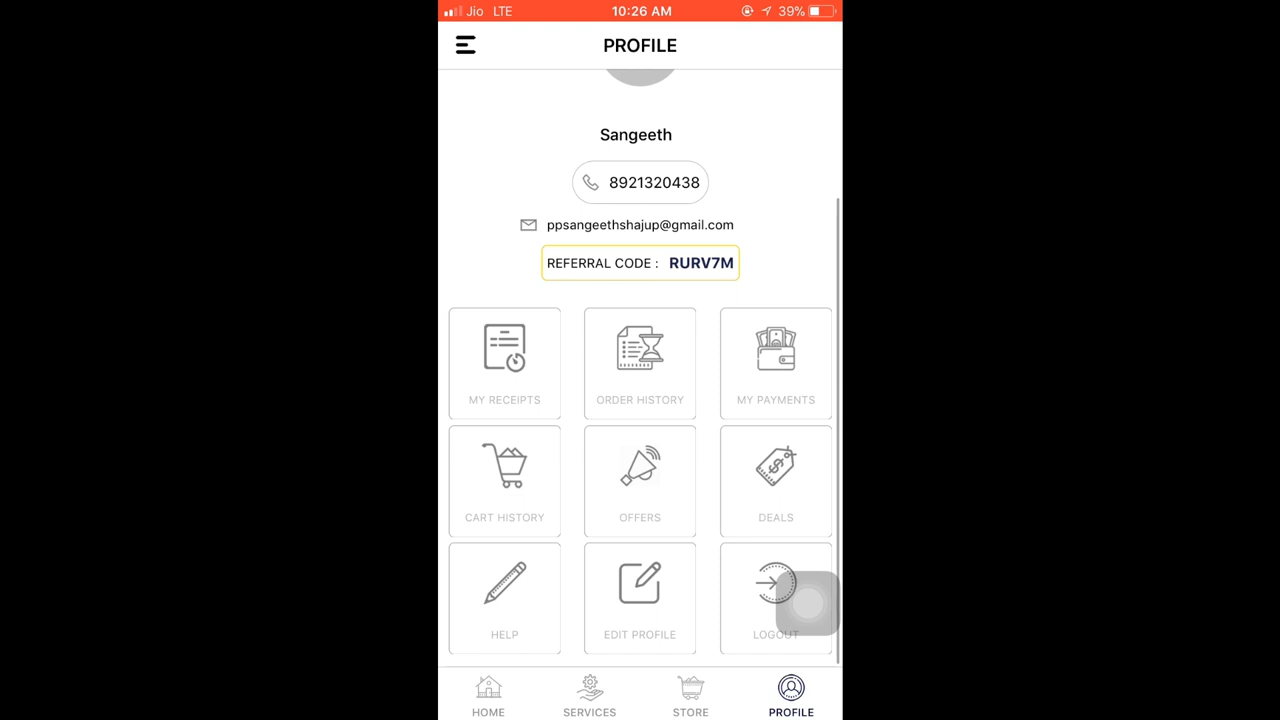 Jio LTE 10:26 AM 39%
PROFILE
Sangeeth
8921320438
ppsangeethshajup@gmail.com
REFERRAL CODE : RURV7M
MY RECEIPTS ORDER HISTORY MY PAYMENTS
CART HISTORY OFFERS DEALS
HELP EDIT PROFILE LOGOUT
HOME SERVICES STORE PROFILE